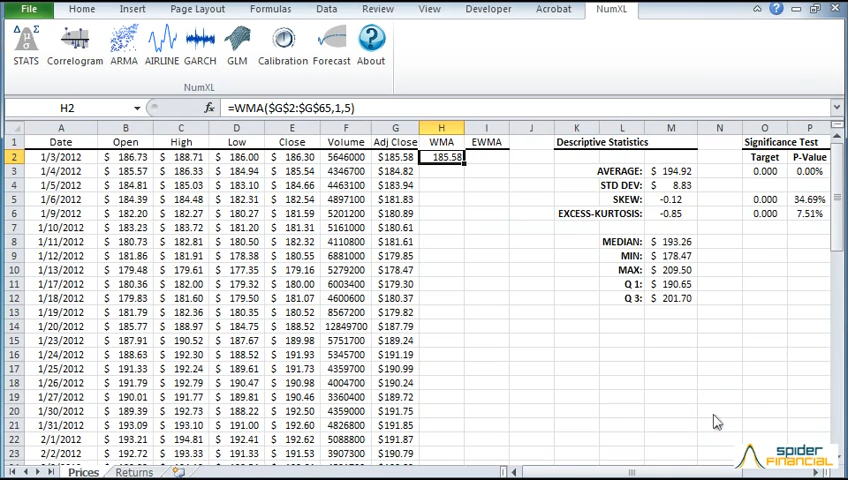 File Home Insert Page Layout Formulas Data Review View Developer Acrobat NumXL
STATS Correlogram ARMA AIRLINE GARCH GLM Calibration Forecast About
NumXL
H2 fx =WMA($G$2:$G$65,1,5)
A B C D E F G H I J K L M N O P
1 Date Open High Low Close Volume Adj Close WMA EWMA Descriptive Statistics Significance Test
2 1/3/2012 $ 186.73 $ 188.71 $ 186.00 $ 186.30 5646000 $185.58 185.58 Target P-Value
3 1/4/2012 $ 185.57 $ 186.33 $ 184.94 $ 185.54 4346700 $184.82 AVERAGE: $ 194.92 0.000 0.00%
4 1/5/2012 $ 184.81 $ 185.03 $ 183.10 $ 184.66 4463100 $183.94 STD DEV: $ 8.83
5 1/6/2012 $ 184.39 $ 184.48 $ 182.31 $ 182.54 4897100 $181.83 SKEW: -0.12 0.000 34.69%
6 1/9/2012 $ 182.20 $ 182.27 $ 180.27 $ 181.59 5201200 $180.89 EXCESS-KURTOSIS: -0.85 0.000 7.51%
7 1/10/2012 $ 183.23 $ 183.72 $ 181.20 $ 181.31 5161000 $180.61
8 1/11/2012 $ 180.73 $ 182.81 $ 180.50 $ 182.32 4110800 $181.61 MEDIAN: $ 193.26
9 1/12/2012 $ 181.86 $ 181.91 $ 178.38 $ 180.55 6881000 $179.85 MIN: $ 178.47
10 1/13/2012 $ 179.48 $ 179.61 $ 177.35 $ 179.16 5279200 $178.47 MAX: $ 209.50
11 1/17/2012 $ 180.36 $ 182.00 $ 179.32 $ 180.00 6003400 $179.30 Q 1: $ 190.65
12 1/18/2012 $ 179.83 $ 181.60 $ 179.50 $ 181.07 4600600 $180.37 Q 3: $ 201.70
13 1/19/2012 $ 181.79 $ 182.36 $ 180.35 $ 180.52 8567200 $179.82
14 1/20/2012 $ 185.77 $ 188.97 $ 184.75 $ 188.52 12849700 $187.79
15 1/23/2012 $ 187.91 $ 190.52 $ 187.67 $ 189.98 5751700 $189.24
16 1/24/2012 $ 188.63 $ 192.30 $ 188.52 $ 191.93 5345700 $191.19
17 1/25/2012 $ 191.33 $ 192.24 $ 189.61 $ 191.73 4357400 $190.99
18 1/26/2012 $ 191.79 $ 192.79 $ 190.47 $ 190.98 4004700 $190.24
19 1/27/2012 $ 190.01 $ 191.77 $ 189.81 $ 190.46 3360400 $189.72
20 1/30/2012 $ 189.39 $ 192.73 $ 188.22 $ 192.50 4359000 $191.75
21 1/31/2012 $ 193.09 $ 193.10 $ 191.00 $ 192.60 4826800 $191.85
22 2/1/2012 $ 193.21 $ 194.81 $ 192.41 $ 192.62 5088800 $191.87
23 2/2/2012 $ 192.72 $ 193.33 $ 191.55 $ 191.53 3907300 $190.79
spider
FINANCIAL
Prices Returns